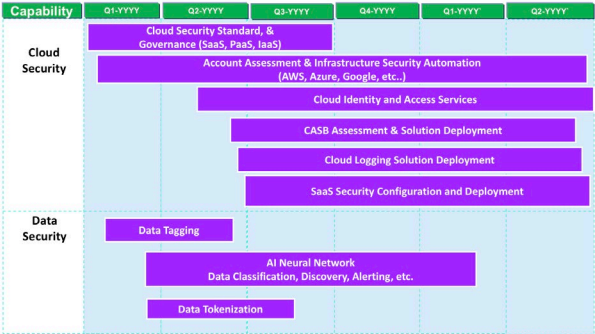 Capability
Q1-YYYY
Q2-YYYY
Q3-YYYY
Q4-YYYY
Q1-YYYY'
Q2-YYYY'
Cloud
Security
Cloud Security Standard, &
Governance (SaaS, PaaS, IaaS)
Account Assessment & Infrastructure Security Automation
(AWS, Azure, Google, etc..)
Cloud Identity and Access Services
CASB Assessment & Solution Deployment
Cloud Logging Solution Deployment
SaaS Security Configuration and Deployment
Data
Security
Data Tagging
AI Neural Network
Data Classification, Discovery, Alerting, etc.
Data Tokenization